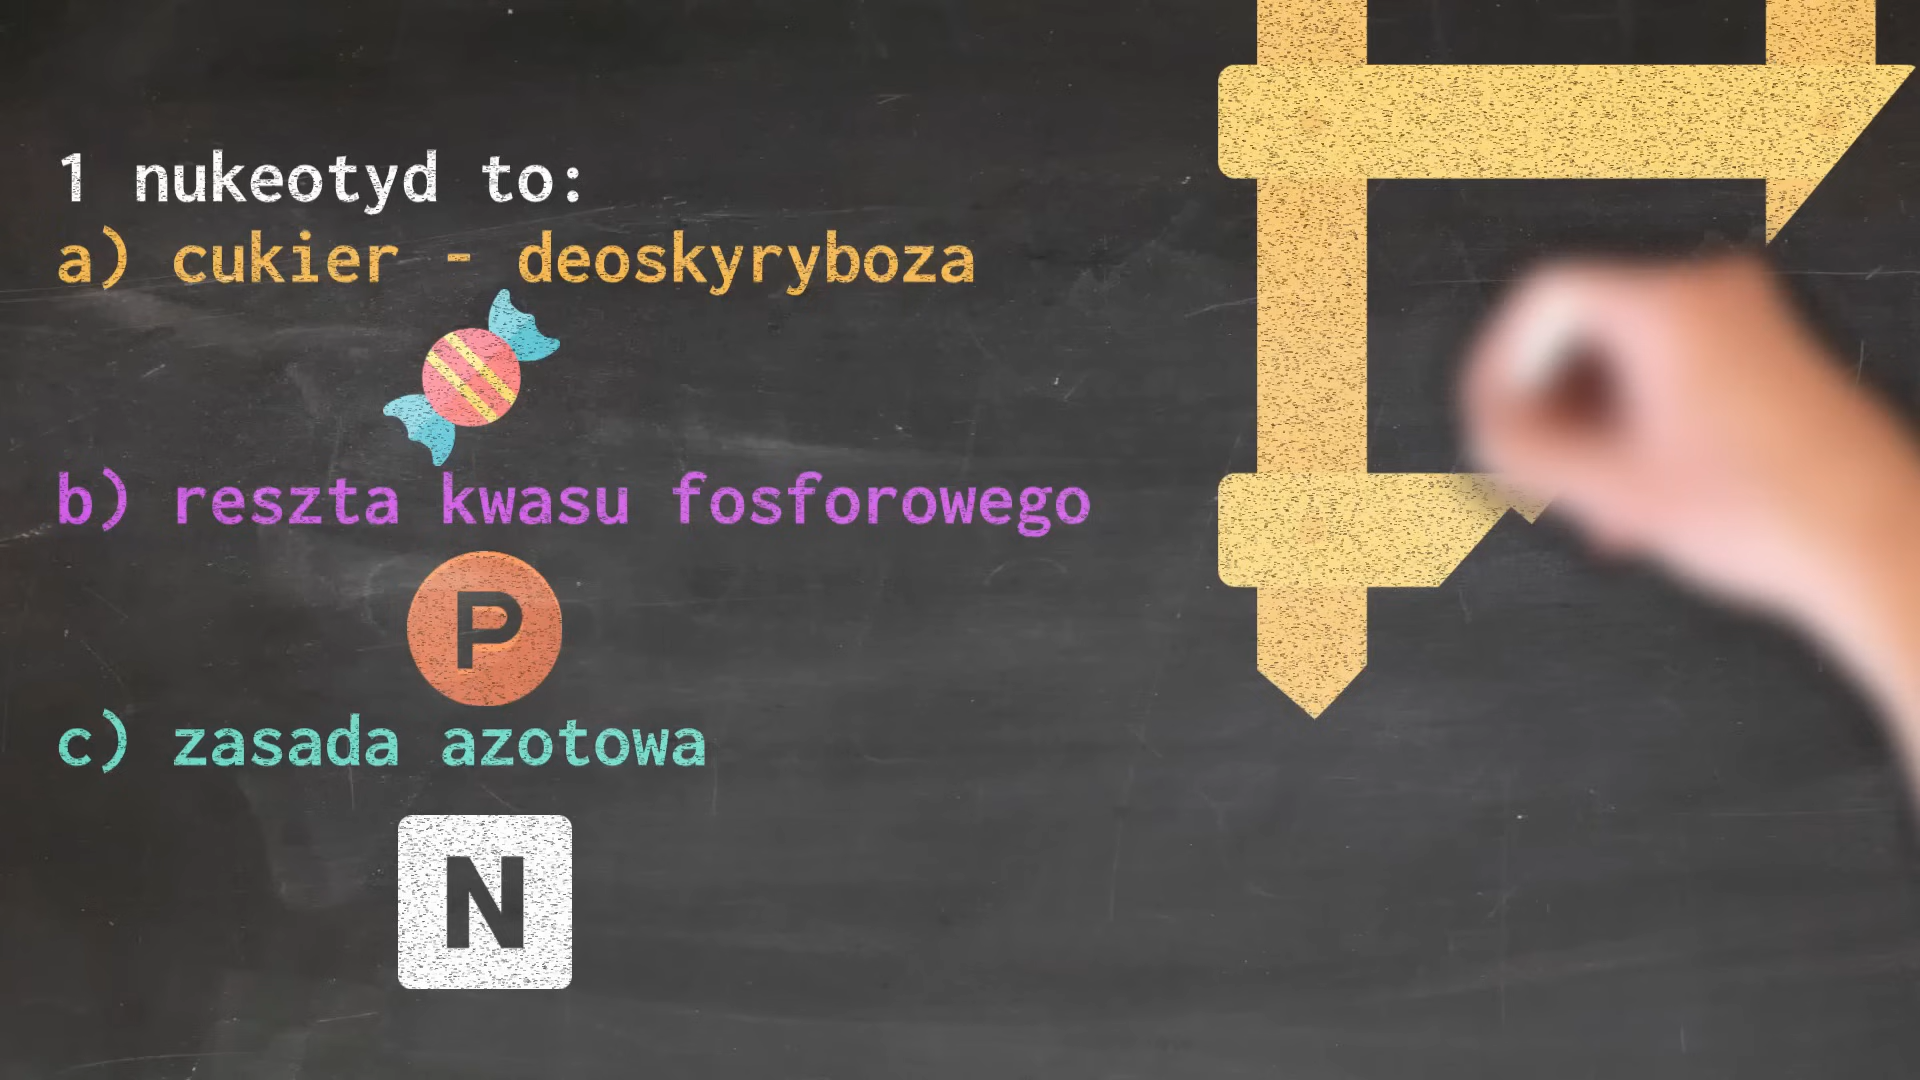 1 nukeotyd to:
a) cukier - deoskyryboza
b) reszta kwasu fosforowego
P
c) zasada azotowa
N